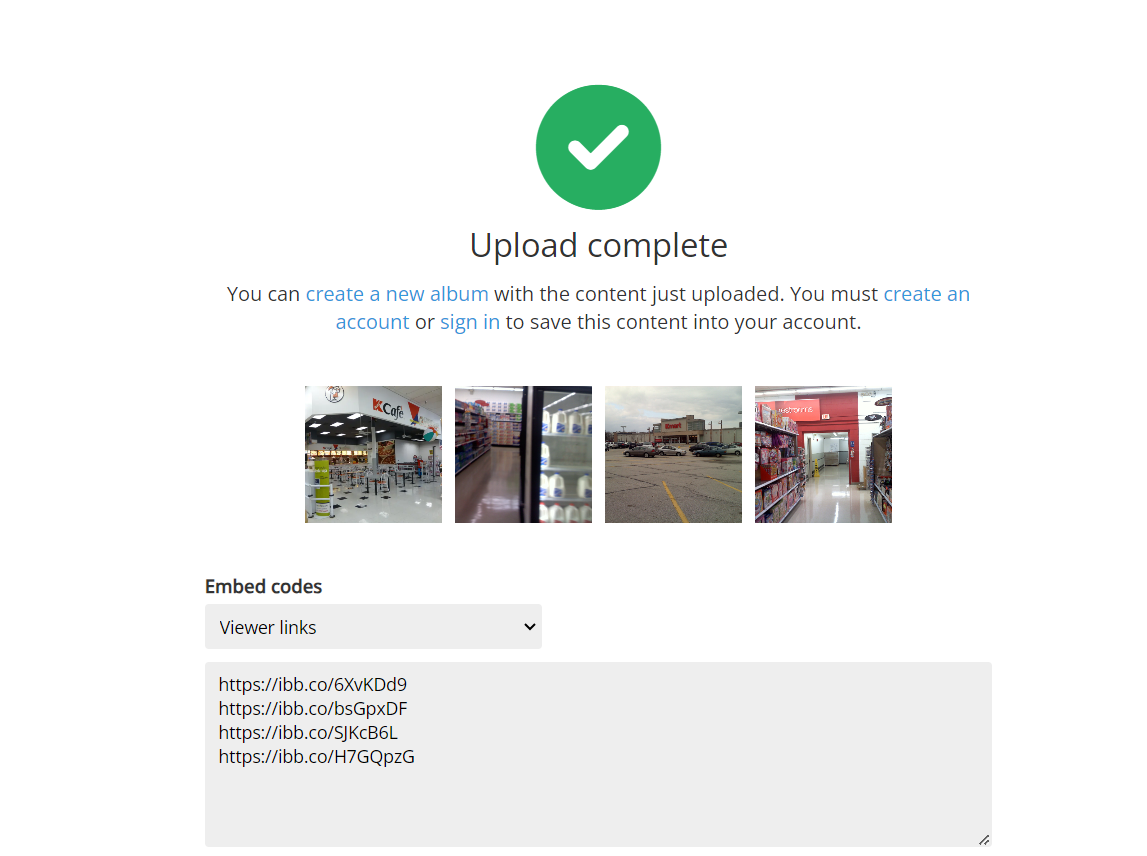 Upload complete
You can create a new album with the content just uploaded. You must create an
account or sign in to save this content into your account.
K Café
Kmart
Embed codes
Viewer links
https://ibb.co/6XvKDd9
https://ibb.co/bsGpxDF
https://ibb.co/SJKcB6L
https://ibb.co/H7GQpzG